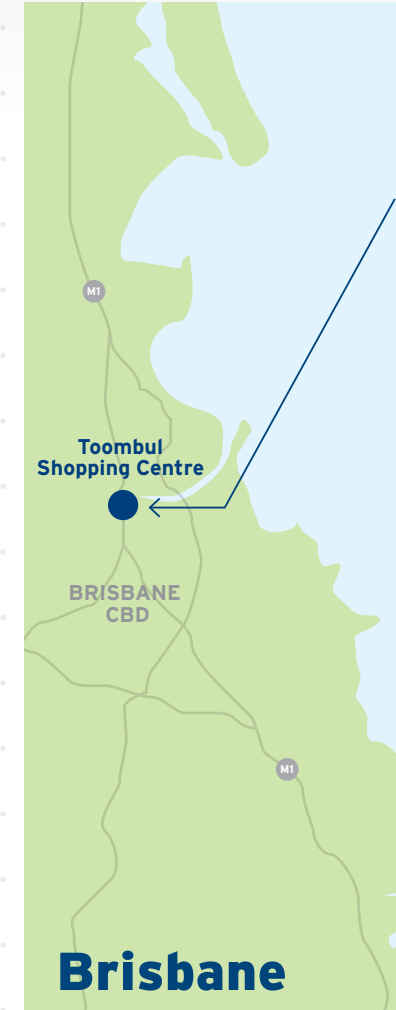 M1
Toombul
Shopping Centre
BRISBANE
CBD
M1
Brisbane